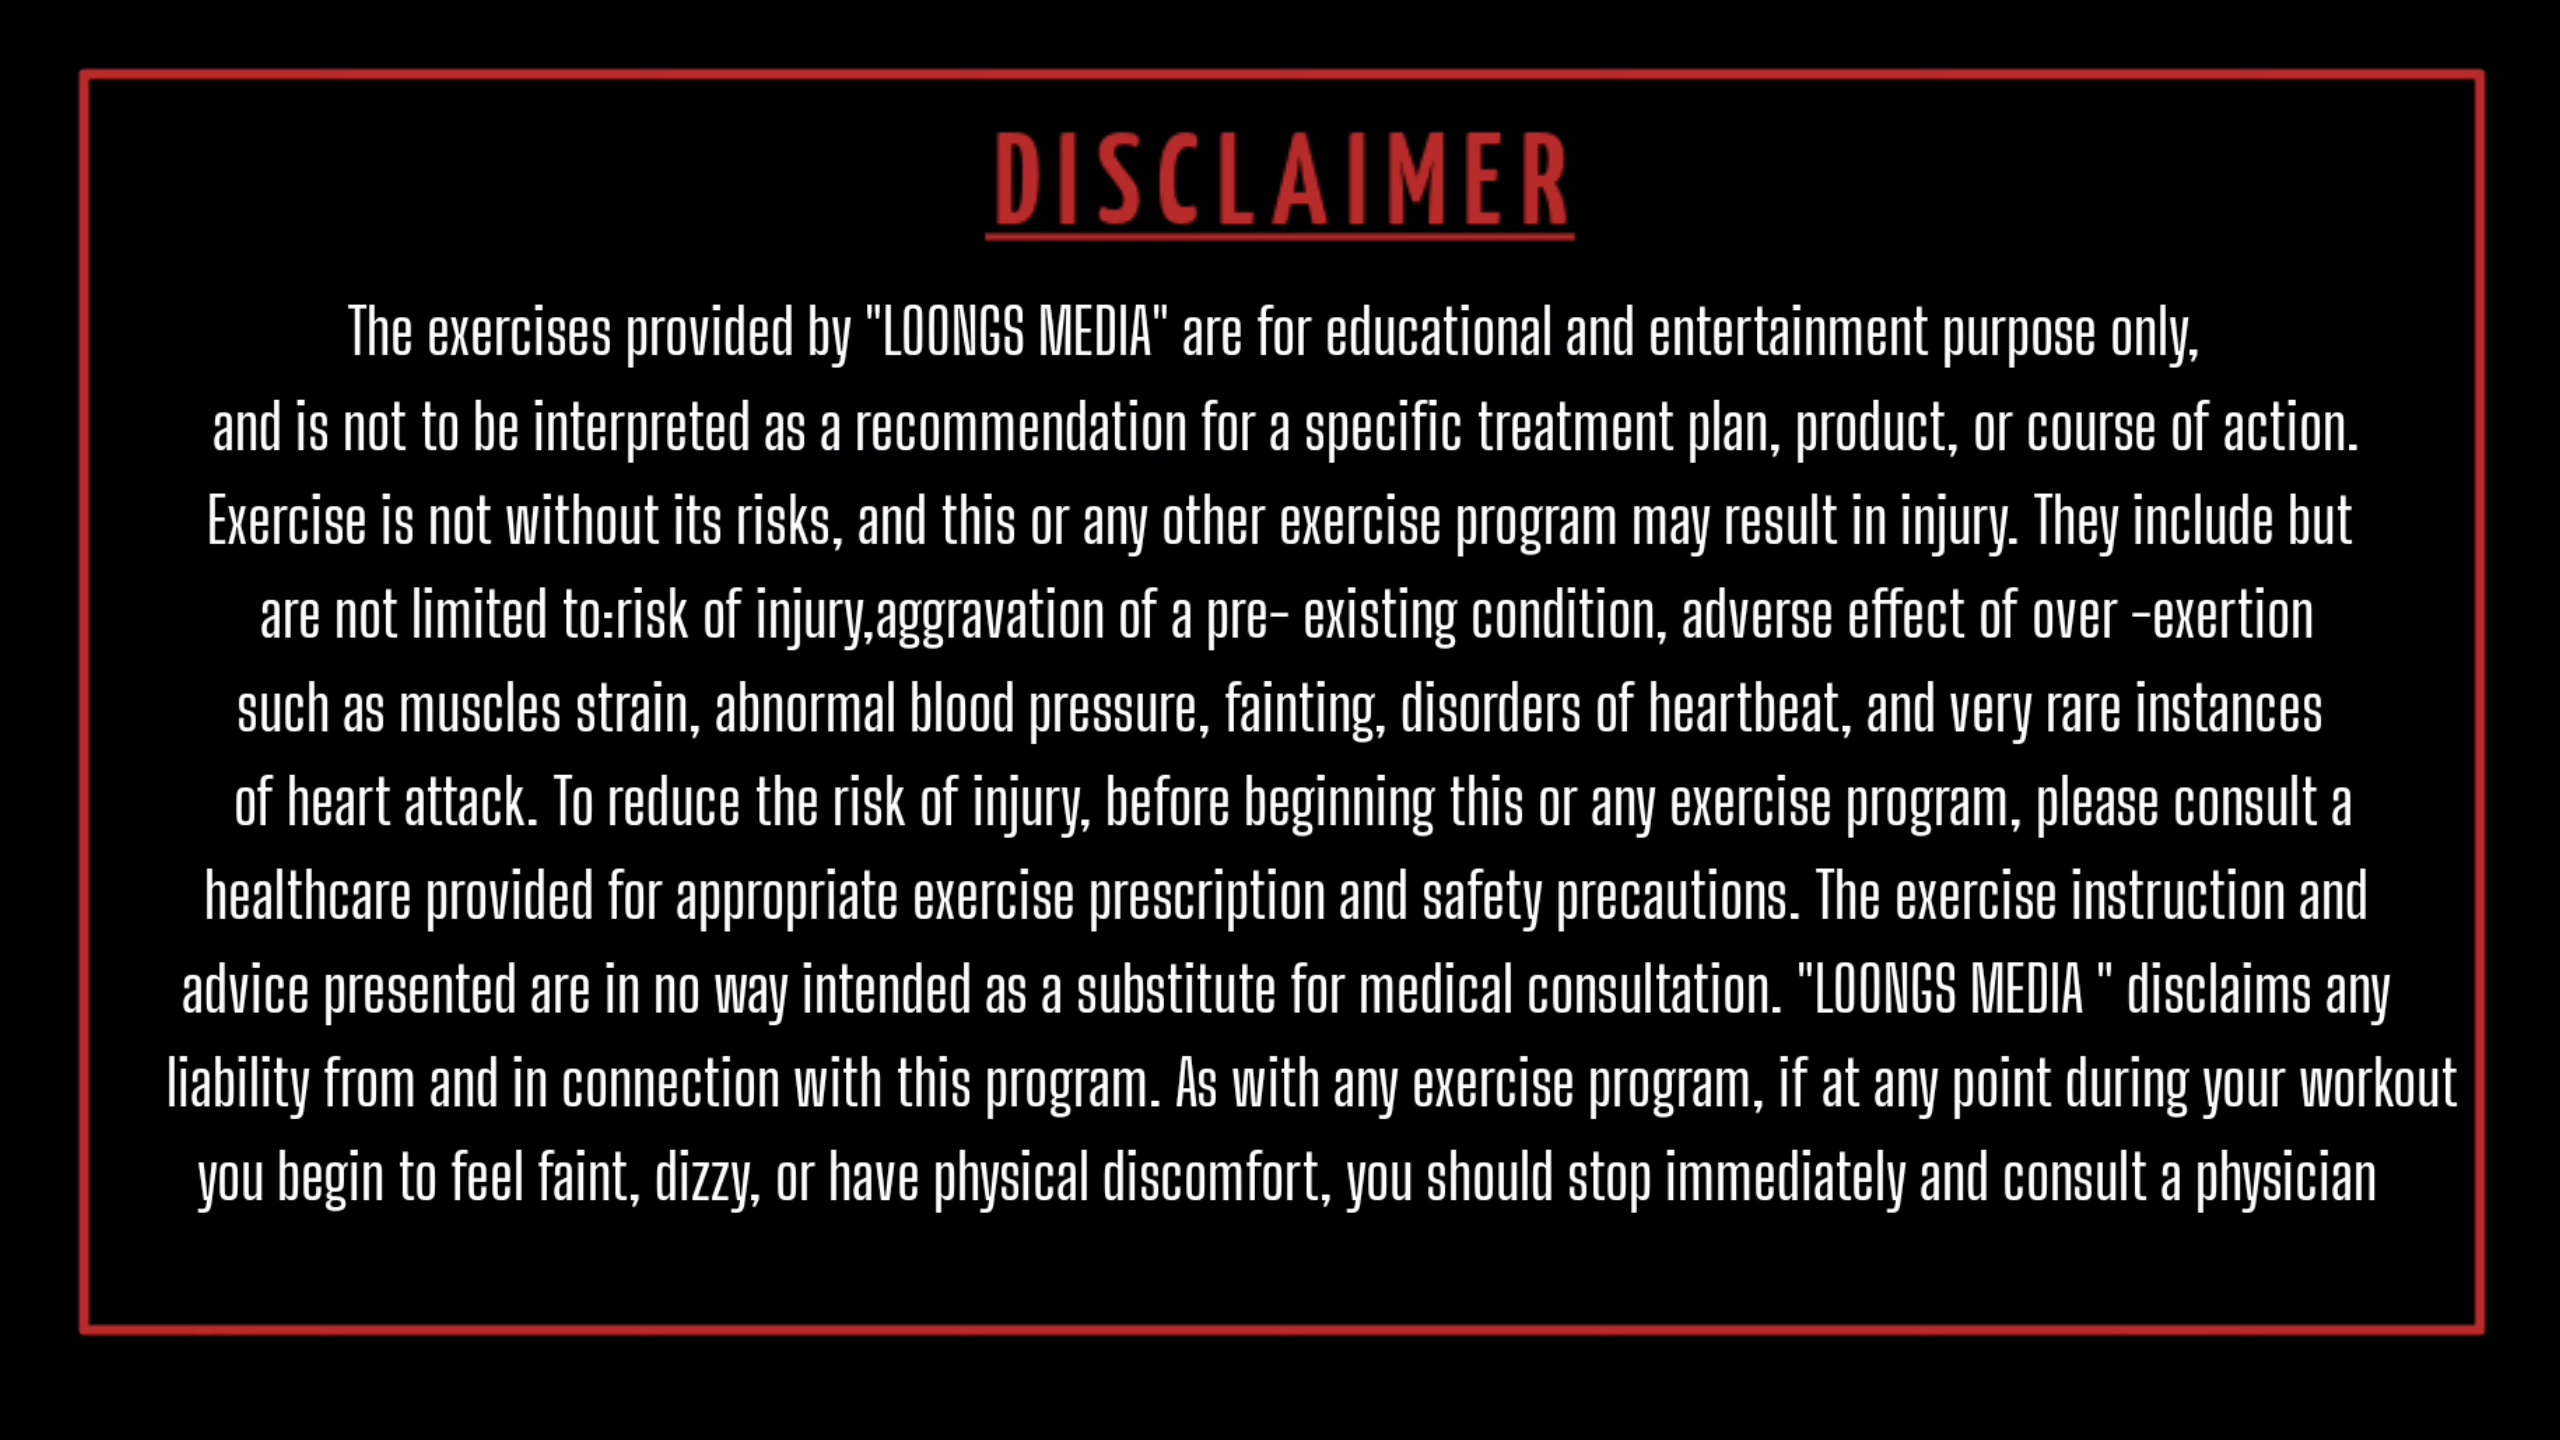 DISCLAIMER
The exercises provided by "LOONGS MEDIA" are for educational and entertainment purpose only,
and is not to be interpreted as a recommendation for a specific treatment plan, product, or course of action.
Exercise is not without its risks, and this or any other exercise program may result in injury. They include but
are not limited to:risk of injury,aggravation of a pre- existing condition, adverse effect of over -exertion
such as muscles strain, abnormal blood pressure, fainting, disorders of heartbeat, and very rare instances
of heart attack. To reduce the risk of injury, before beginning this or any exercise program, please consult a
healthcare provided for appropriate exercise prescription and safety precautions. The exercise instruction and
advice presented are in no way intended as a substitute for medical consultation. "LOONGS MEDIA " disclaims any
liability from and in connection with this program. As with any exercise program, if at any point during your workout
you begin to feel faint, dizzy, or have physical discomfort, you should stop immediately and consult a physician